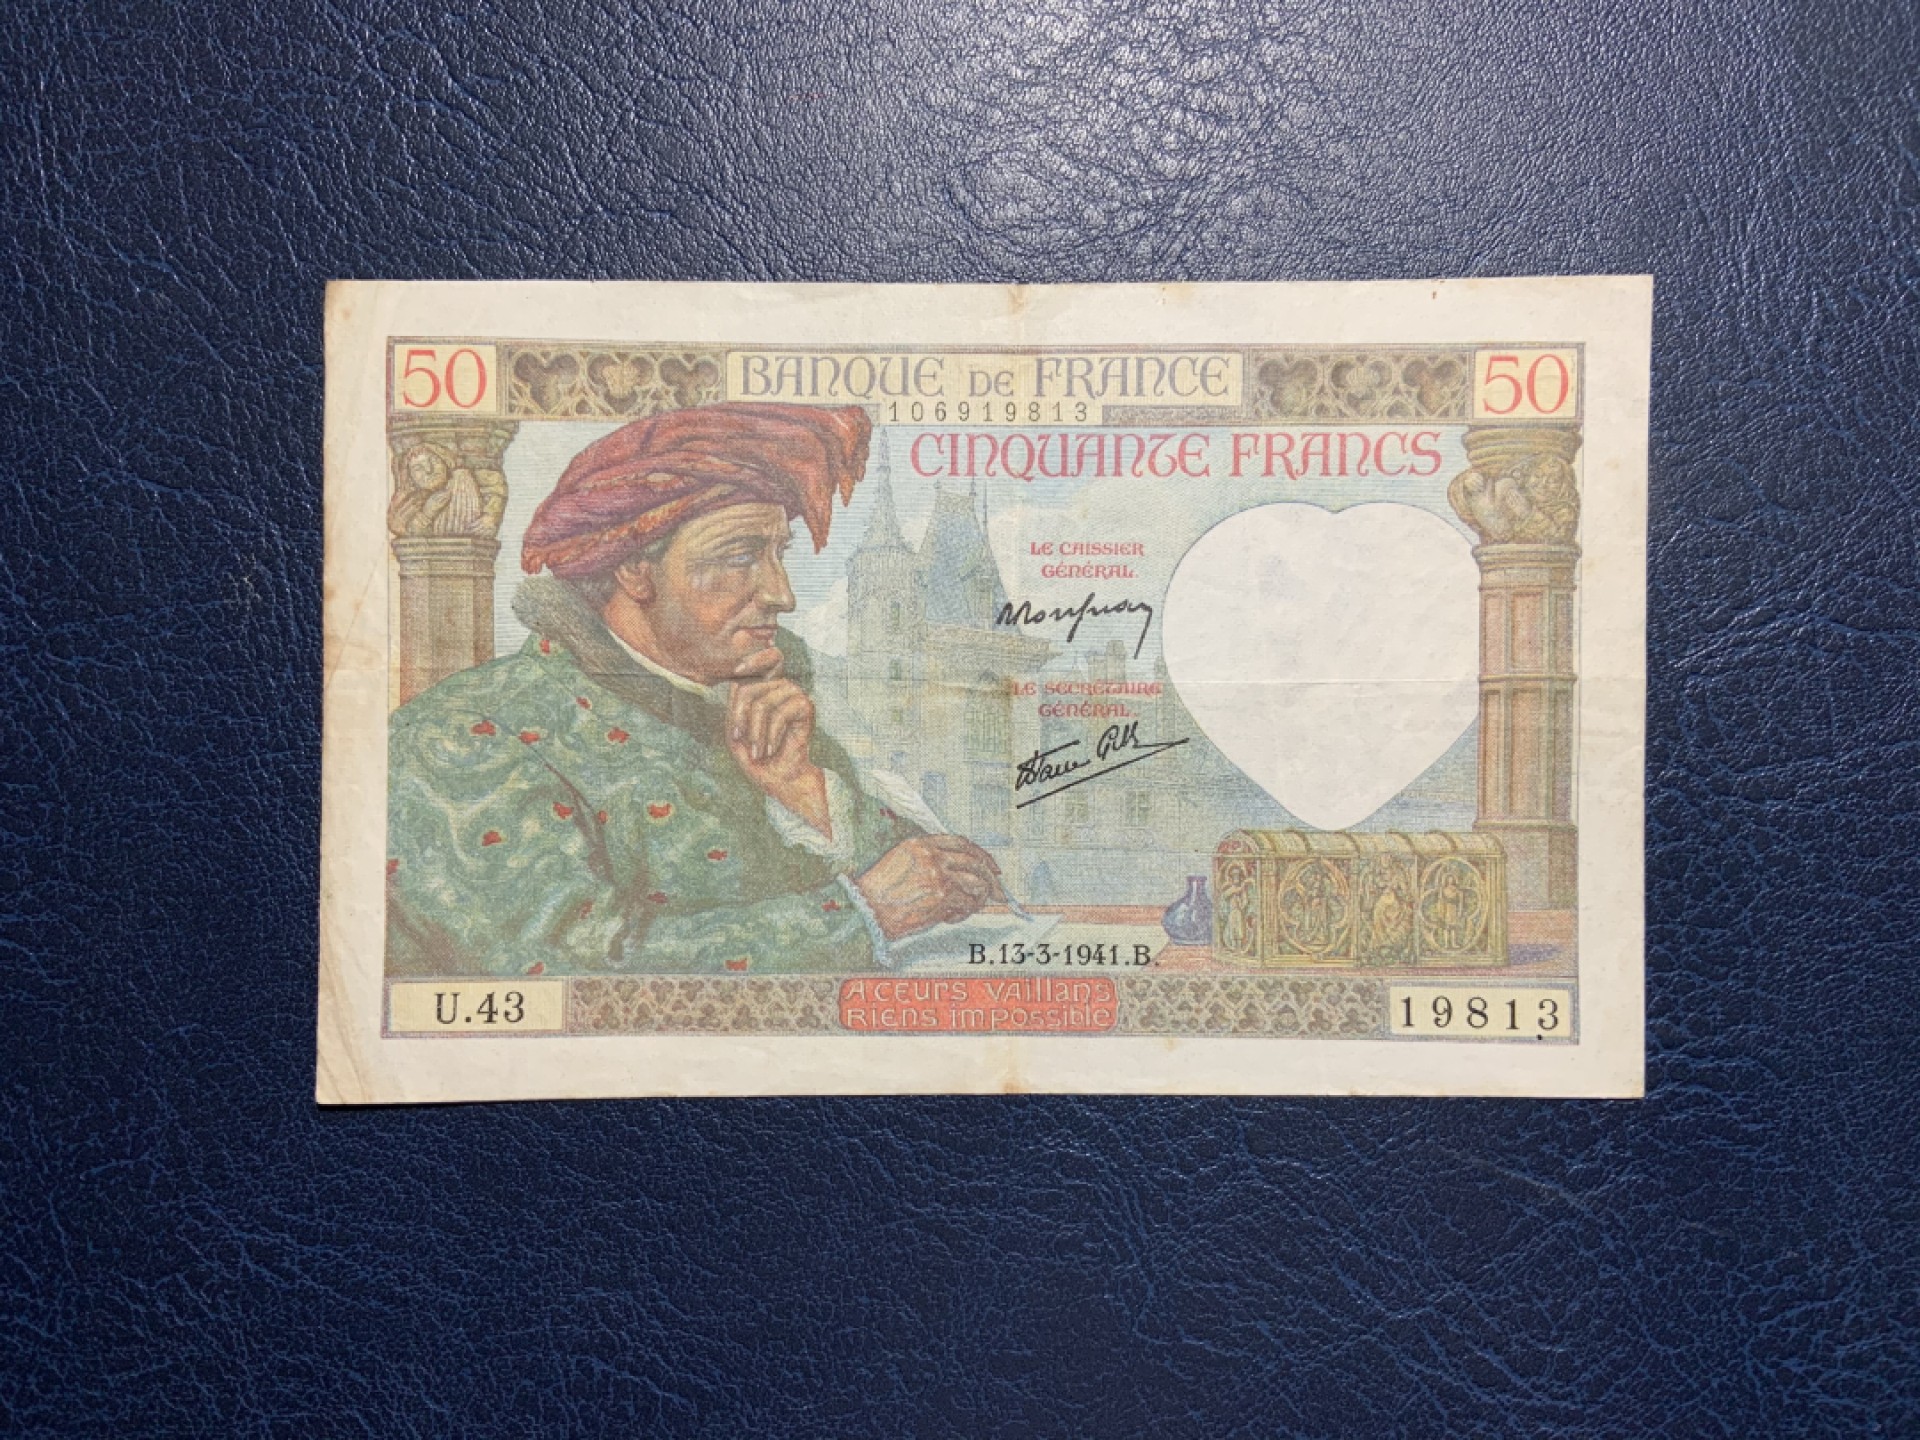 50 BANQUE DE FRANCE 50
106919813
CINQUANTE FRANCS
LE CAISSIER
GÉNÉRAL
LE SECRÉTAIRE
GÉNÉRAL
B.13-3-1941.B.
U.43
A CEURS VAILLANS
RIENS IMPOSSIBLE
19813